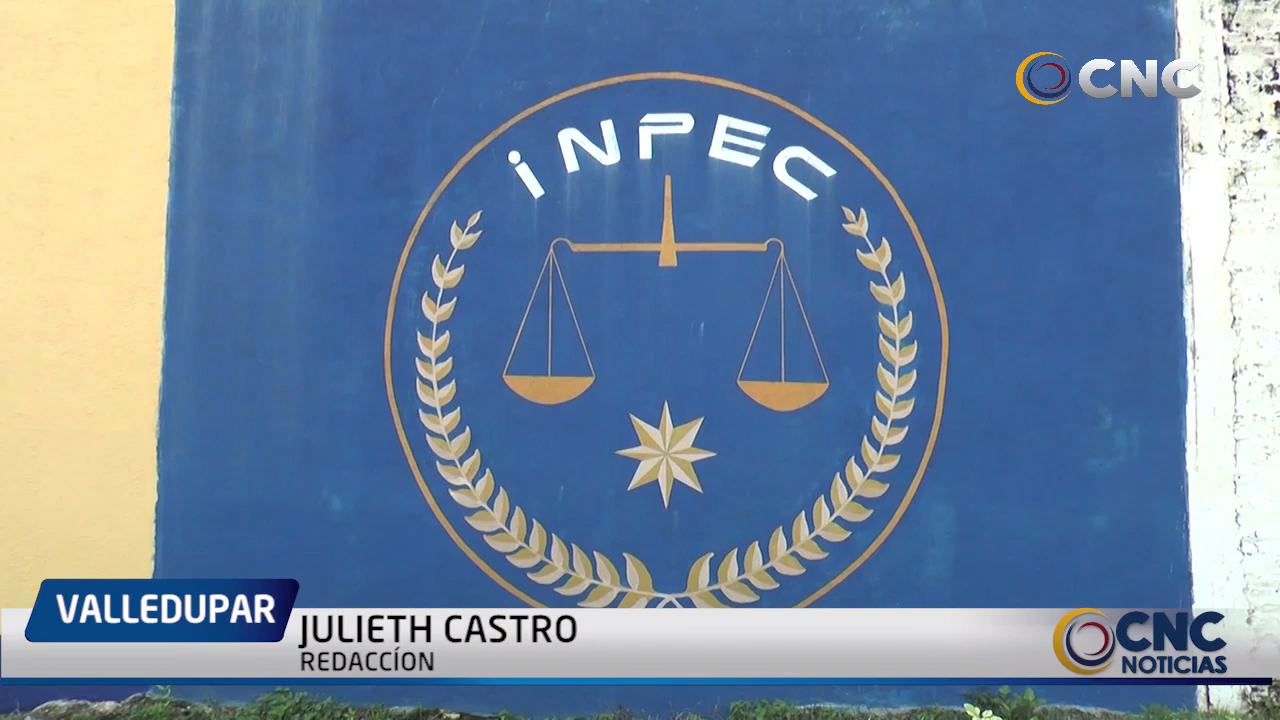 CNC
iNPEC
VALLEDUPAR
JULIETH CASTRO
REDACCÍON
CNC
NOTICIAS